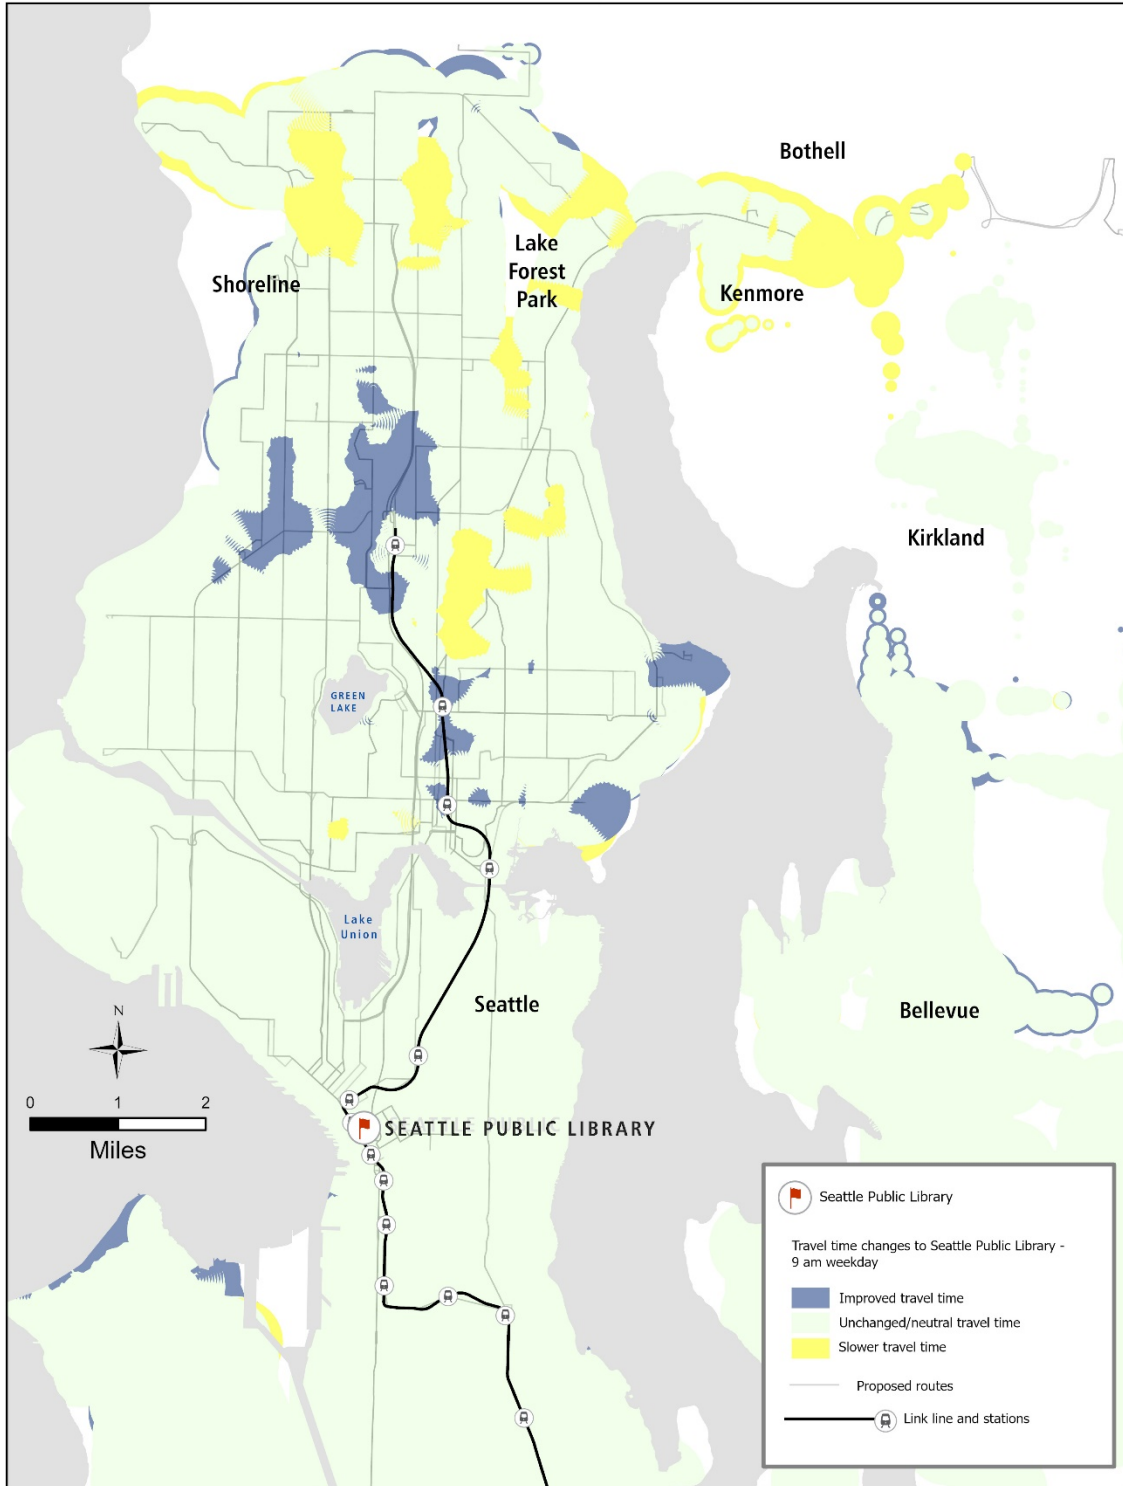 Bothell
Lake
Forest
Park
Shoreline
Kenmore
Kirkland
GREEN
LAKE
Lake
Union
Seattle
Bellevue
N
0 1 2
Miles
SEATTLE PUBLIC LIBRARY
Seattle Public Library
Travel time changes to Seattle Public Library -
9 am weekday
Improved travel time
Unchanged/neutral travel time
Slower travel time
Proposed routes
Link line and stations